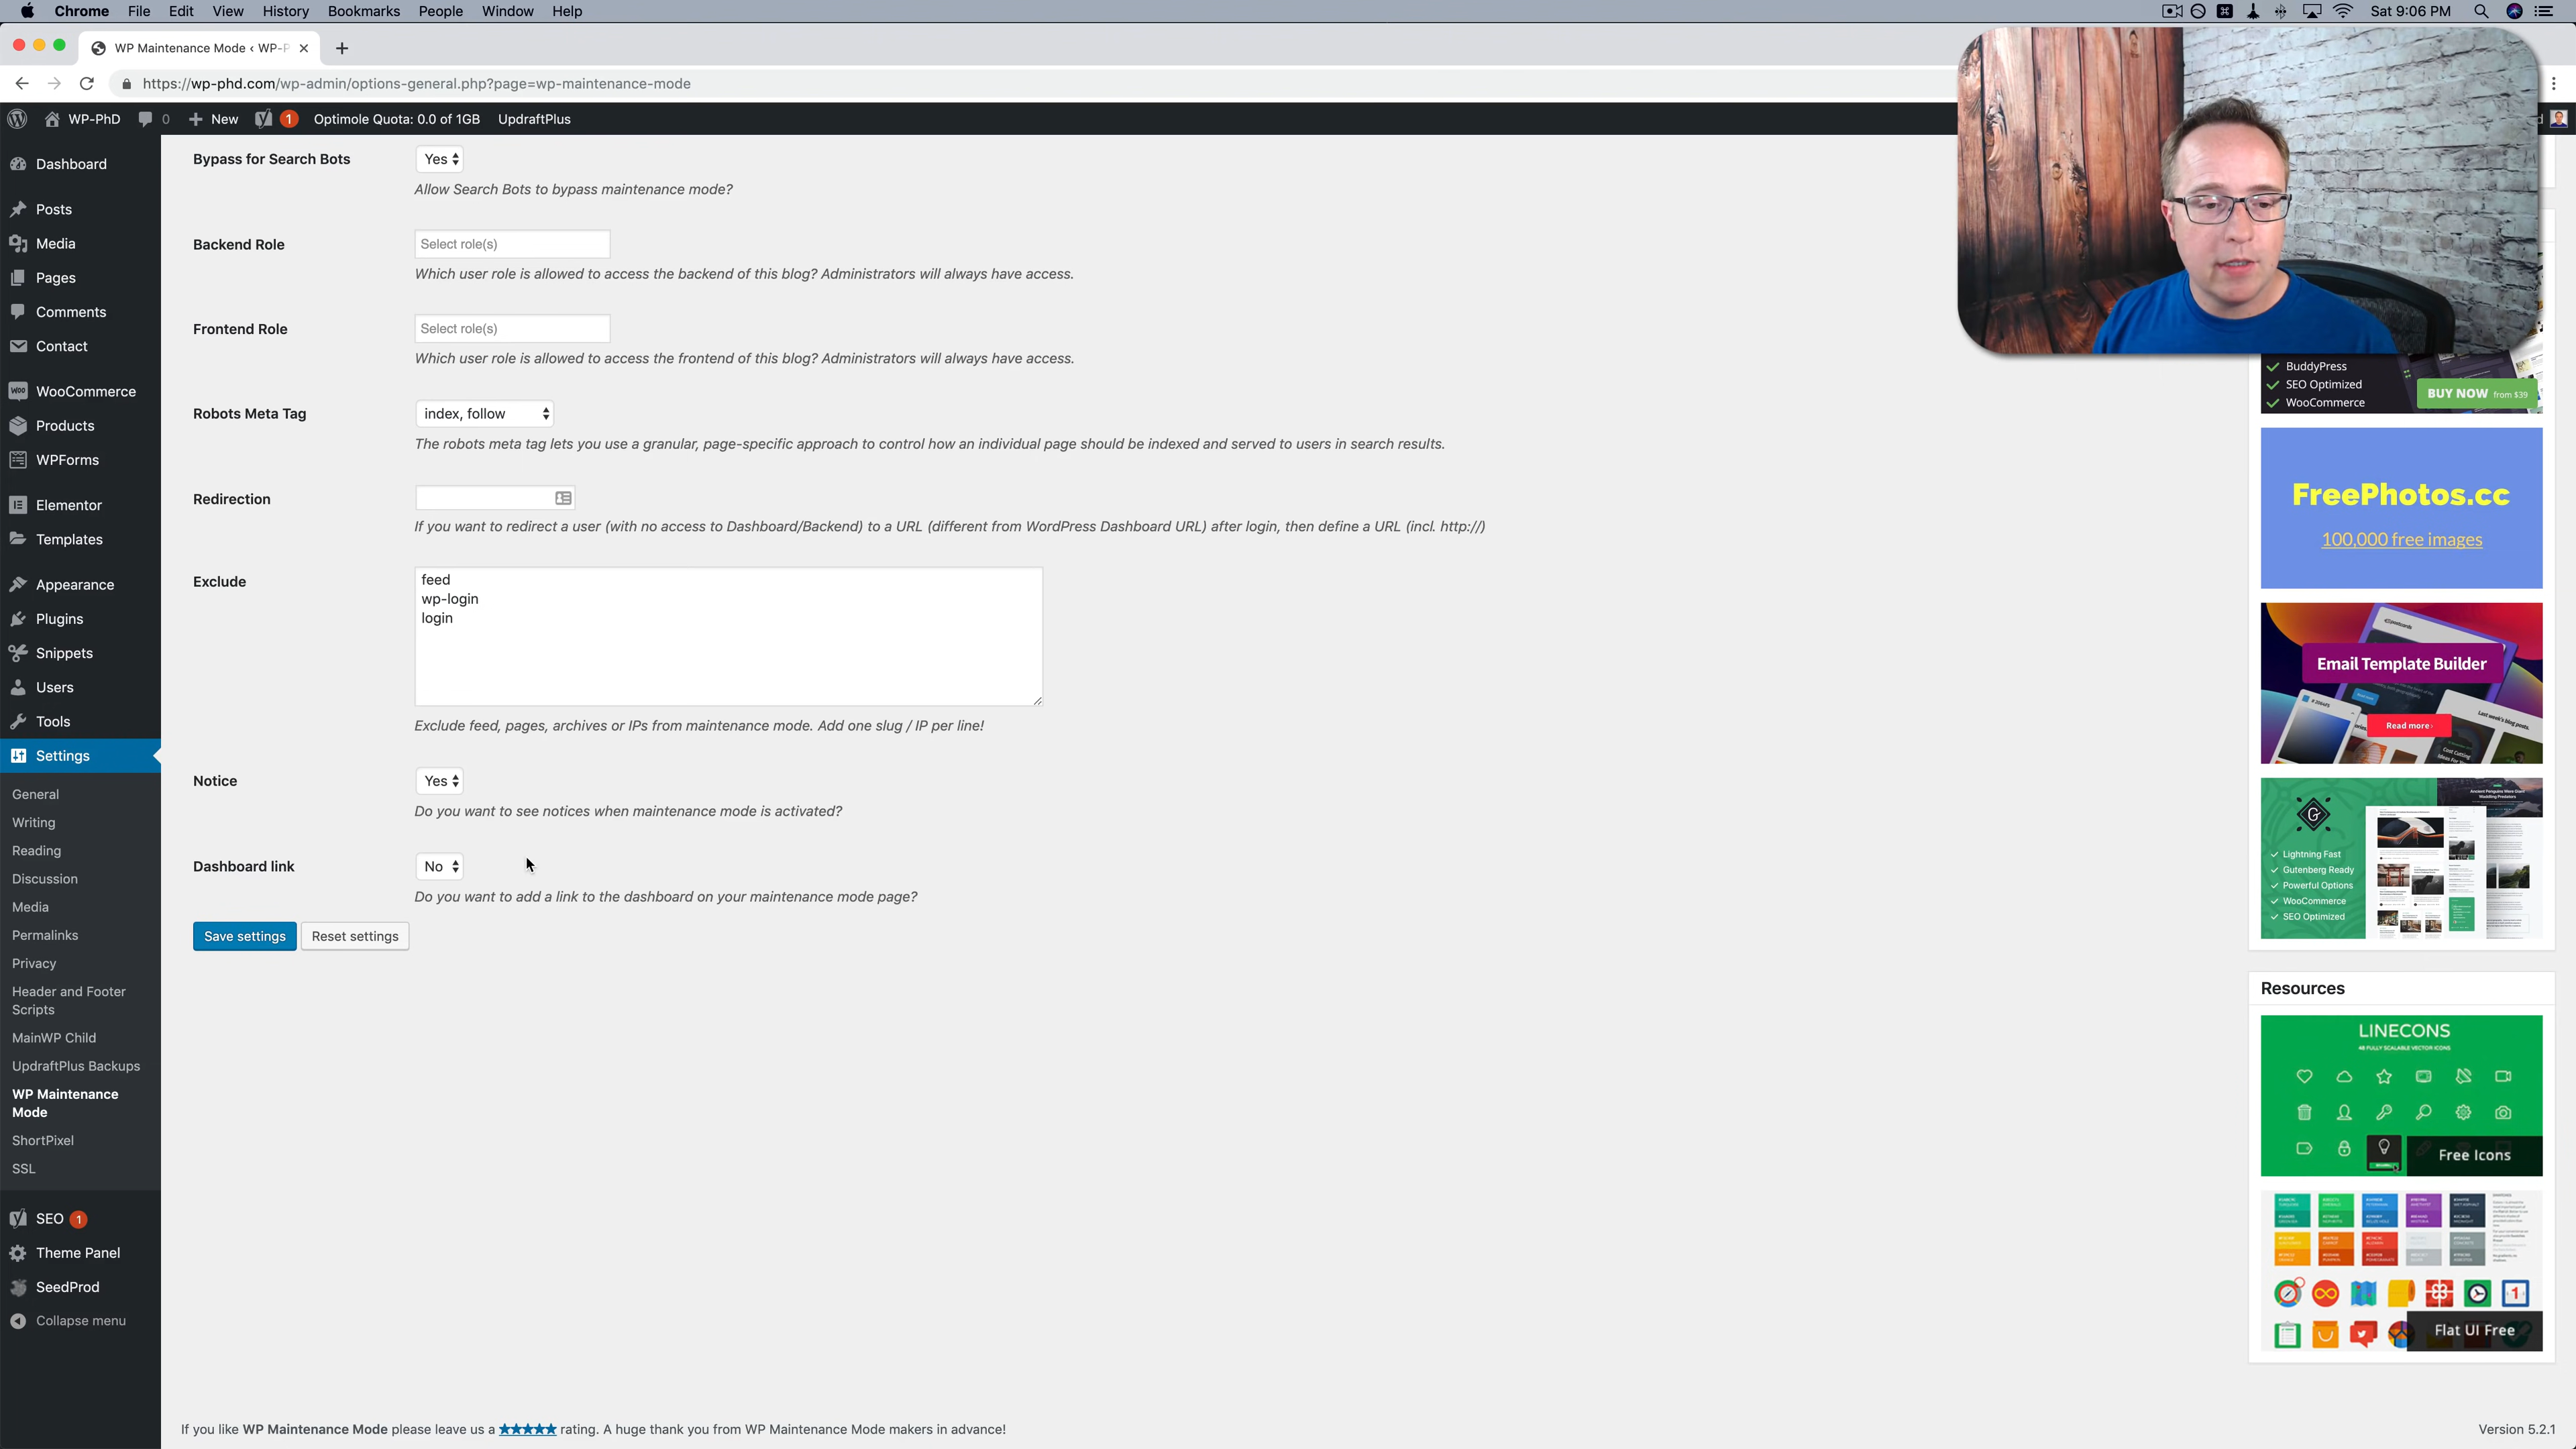 Chrome File Edit View History Bookmarks People Window Help
Sat 9:06 PM
WP Maintenance Mode ‹ WP-P
https://wp-phd.com/wp-admin/options-general.php?page=wp-maintenance-mode
WP-PhD 0 New 1 Optimole Quota: 0.0 of 1GB UpdraftPlus
Dashboard
Posts
Media
Pages
Comments
Contact
WooCommerce
Products
WPForms
Elementor
Templates
Appearance
Plugins
Snippets
Users
Tools
Settings
General
Writing
Reading
Discussion
Media
Permalinks
Privacy
Header and Footer
Scripts
MainWP Child
UpdraftPlus Backups
WP Maintenance
Mode
ShortPixel
SSL
SEO 1
Theme Panel
SeedProd
Collapse menu
Bypass for Search Bots Yes
Allow Search Bots to bypass maintenance mode?
Backend Role Select role(s)
Which user role is allowed to access the backend of this blog? Administrators will always have access.
Frontend Role Select role(s)
Which user role is allowed to access the frontend of this blog? Administrators will always have access.
Robots Meta Tag index, follow
The robots meta tag lets you use a granular, page-specific approach to control how an individual page should be indexed and served to users in search results.
Redirection
If you want to redirect a user (with no access to Dashboard/Backend) to a URL (different from WordPress Dashboard URL) after login, then define a URL (incl. http://)
Exclude
feed
wp-login
login
Exclude feed, pages, archives or IPs from maintenance mode. Add one slug / IP per line!
Notice Yes
Do you want to see notices when maintenance mode is activated?
Dashboard link No
Do you want to add a link to the dashboard on your maintenance mode page?
Save settings Reset settings
BuddyPress
SEO Optimized
WooCommerce
BUY NOW from $39
FreePhotos.cc
100,000 free images
Email Template Builder
Read more
Lightning Fast
Gutenberg Ready
Powerful Options
WooCommerce
SEO Optimized
Resources
LINECONS
48 FULLY SCALABLE VECTOR ICONS
Free Icons
Flat UI Free
If you like WP Maintenance Mode please leave us a ★★★★★ rating. A huge thank you from WP Maintenance Mode makers in advance!
Version 5.2.1